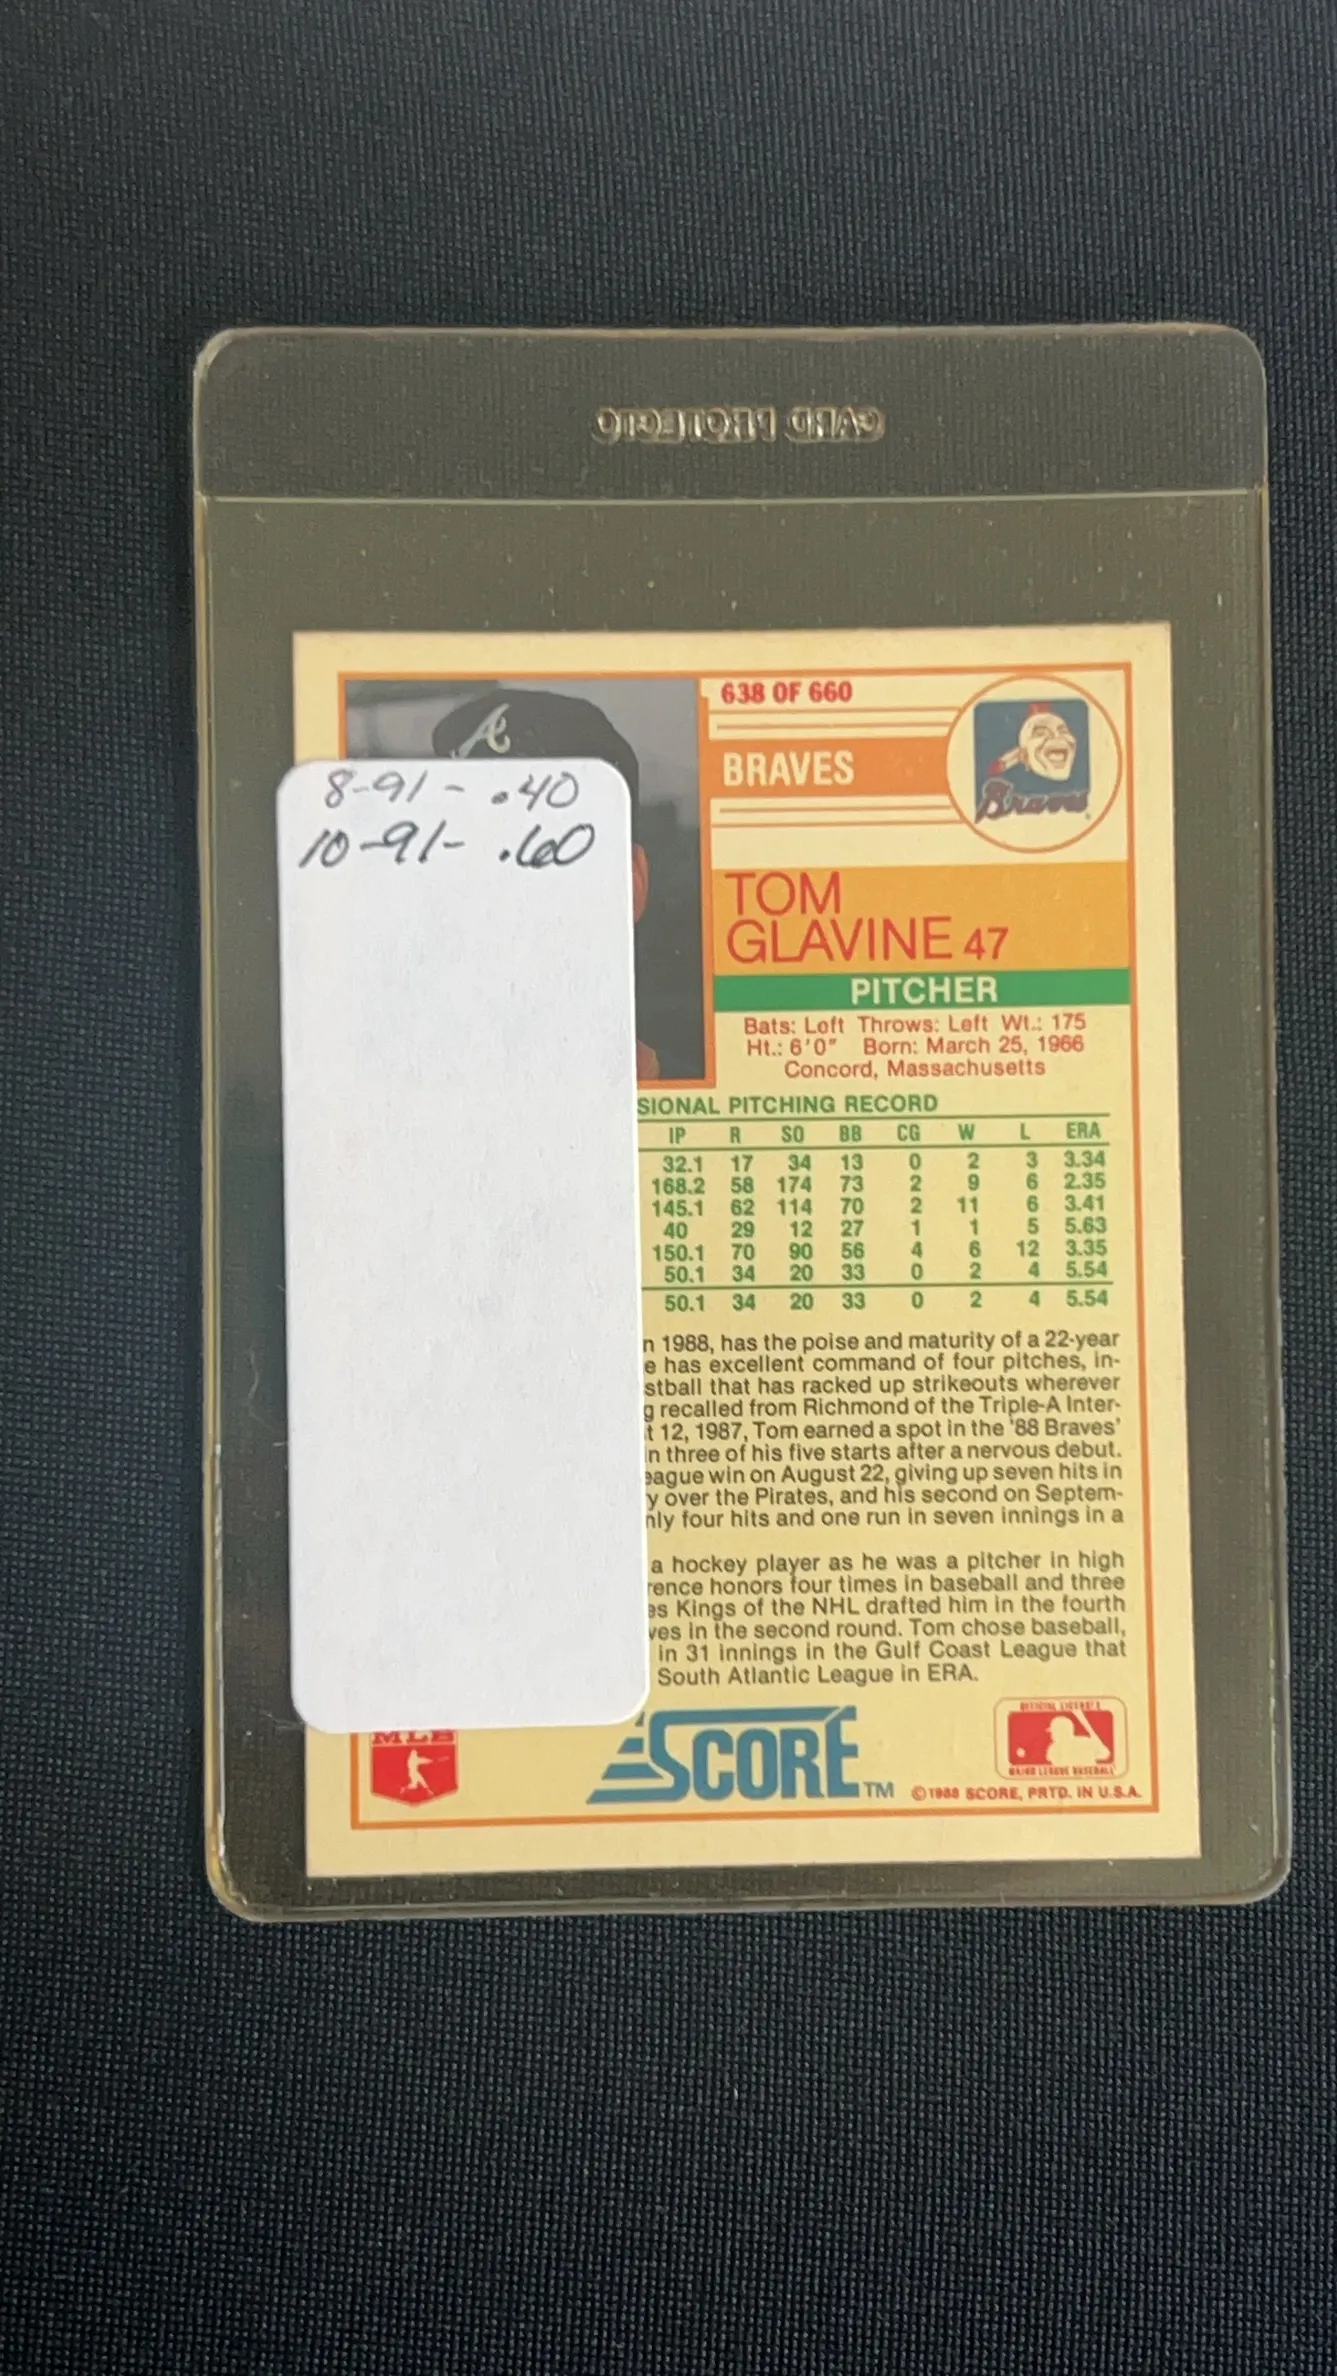 CARD PROTECTO
638 OF 660
BRAVES
Braves
A
8-91- .40
10-91- .60
TOM
GLAVINE 47
PITCHER
Bats: Left Throws: Left Wt.: 175
Ht.: 6'0" Born: March 25, 1966
Concord, Massachusetts
SIONAL PITCHING RECORD
IP R SO BB CG W L ERA
32.1 17 34 13 0 2 3 3.34
168.2 58 174 73 2 9 6 2.35
145.1 62 114 70 2 11 6 3.41
40 29 12 27 1 1 5 5.63
150.1 70 90 56 4 6 12 3.35
50.1 34 20 33 0 2 4 5.54
50.1 34 20 33 0 2 4 5.54
n 1988, has the poise and maturity of a 22-year
e has excellent command of four pitches, in-
stball that has racked up strikeouts wherever
g recalled from Richmond of the Triple-A Inter-
t 12, 1987, Tom earned a spot in the '88 Braves'
n three of his five starts after a nervous debut.
eague win on August 22, giving up seven hits in
y over the Pirates, and his second on Septem-
nly four hits and one run in seven innings in a
a hockey player as he was a pitcher in high
rence honors four times in baseball and three
es Kings of the NHL drafted him in the fourth
ves in the second round. Tom chose baseball,
in 31 innings in the Gulf Coast League that
South Atlantic League in ERA.
MLB
SCORE TM
OFFICIAL LICENSEE
MAJOR LEAGUE BASEBALL
©1988 SCORE, PRTD. IN U.S.A.